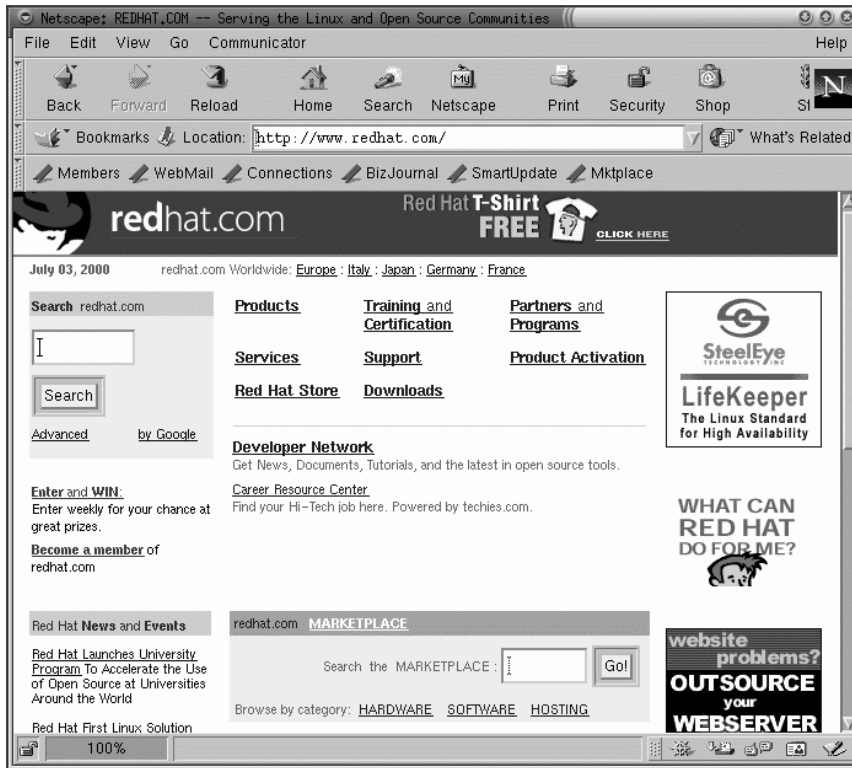 Netscape: REDHAT.COM -- Serving the Linux and Open Source Communities
File Edit View Go Communicator Help
Back Forward Reload Home Search Netscape Print Security Shop
My
N
Bookmarks Location: http://www.redhat.com/ What's Related
Members WebMail Connections BizJournal SmartUpdate Mktplace
redhat.com
Red Hat T-Shirt
FREE
CLICK HERE
July 03, 2000 redhat.com Worldwide: Europe : Italy : Japan : Germany : France
Search redhat.com
Search
Advanced by Google
Enter and WIN:
Enter weekly for your chance at
great prizes.
Become a member of
redhat.com
Red Hat News and Events
Red Hat Launches University
Program To Accelerate the Use
of Open Source at Universities
Around the World
Red Hat First Linux Solution
Products Training and Certification Partners and Programs
Services Support Product Activation
Red Hat Store Downloads
Developer Network
Get News, Documents, Tutorials, and the latest in open source tools.
Career Resource Center
Find your Hi-Tech job here. Powered by techies.com.
redhat.com MARKETPLACE
Search the MARKETPLACE : Go!
Browse by category: HARDWARE SOFTWARE HOSTING
SteelEye
TECHNOLOGY INC
LifeKeeper
The Linux Standard
for High Availability
WHAT CAN
RED HAT
DO FOR ME?
website
problems?
OUTSOURCE
your
WEBSERVER
100%